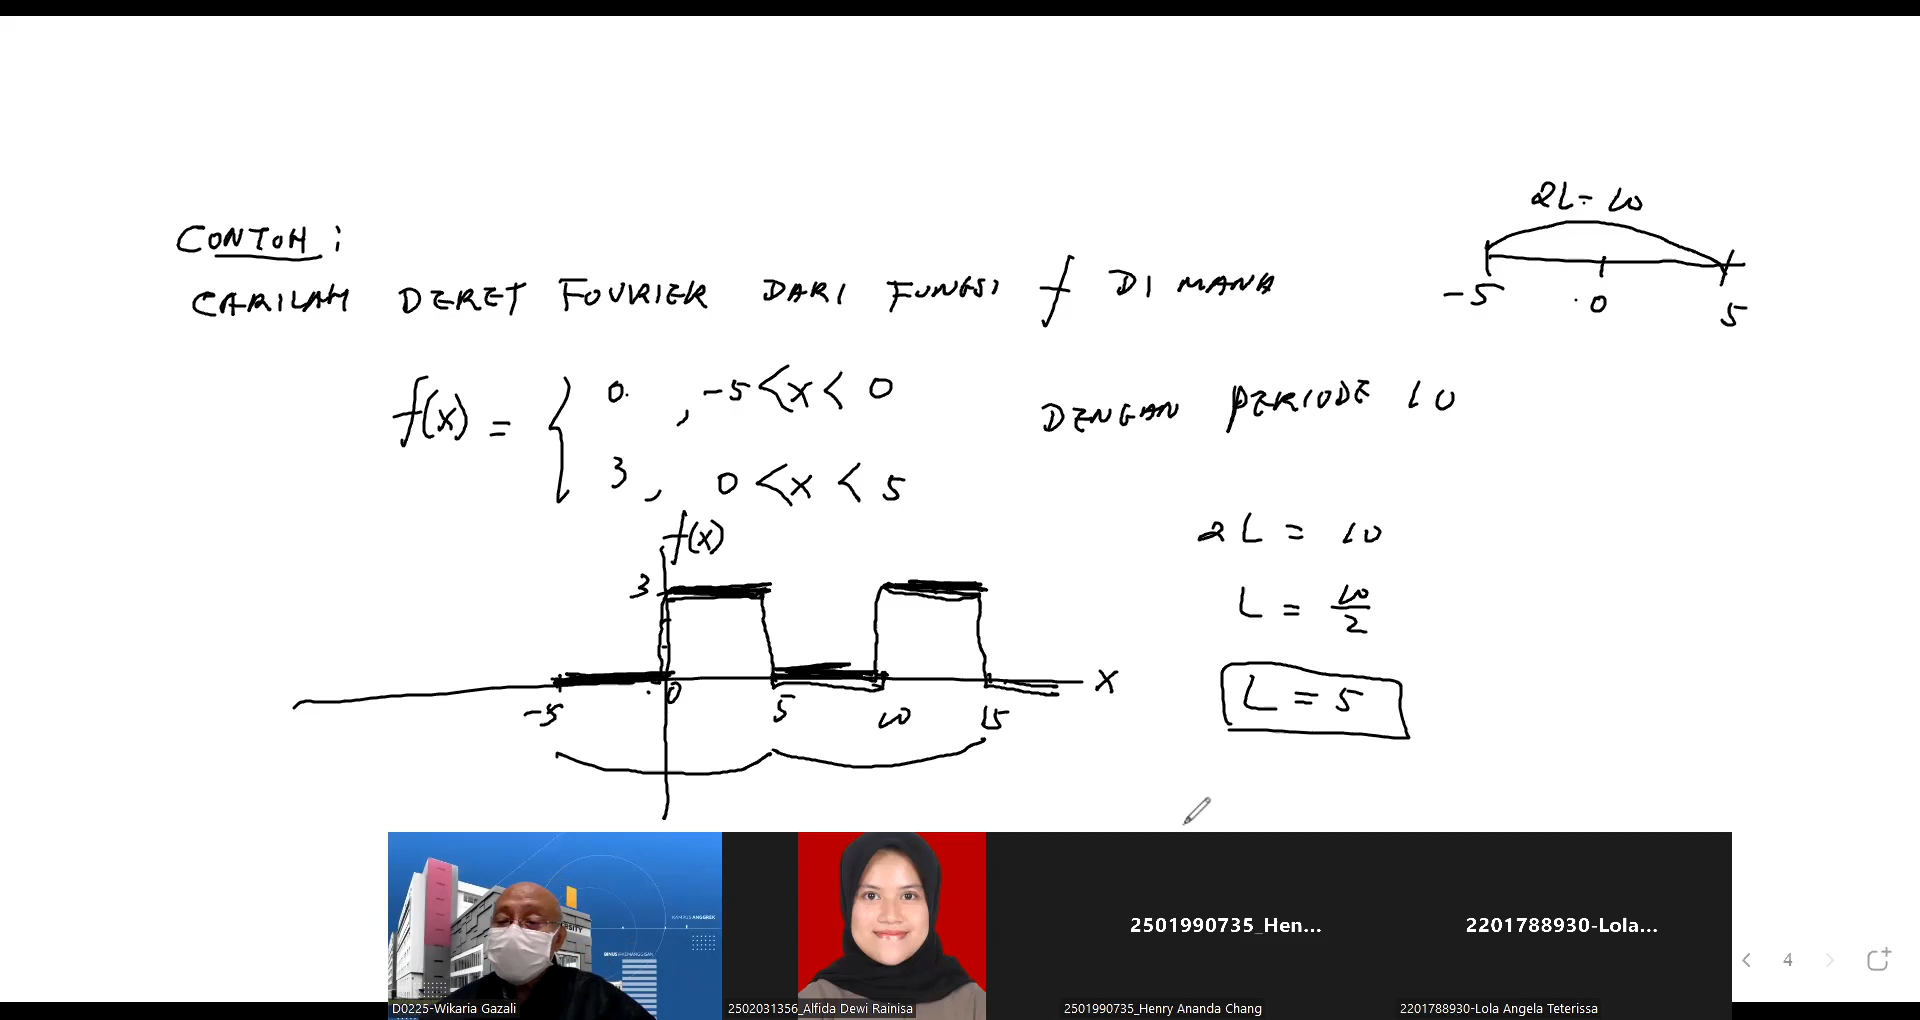 2L = 10
CONTOH :
CARILAH DERET FOURIER DARI FUNGSI f DI MANA
-5 0 5
f(x) = { 0 , -5 < x < 0
DENGAN PERIODE 10
3 , 0 < x < 5
f(x)
2L = 10
3
L = 10/2
x
-5 0 5 10 15
L = 5
KAMPUS ANGGREK
D0225-Wikaria Gazali
2502031356_Alfida Dewi Rainisa
2501990735_Hen...
2501990735_Henry Ananda Chang
2201788930-Lola...
2201788930-Lola Angela Teterissa
4